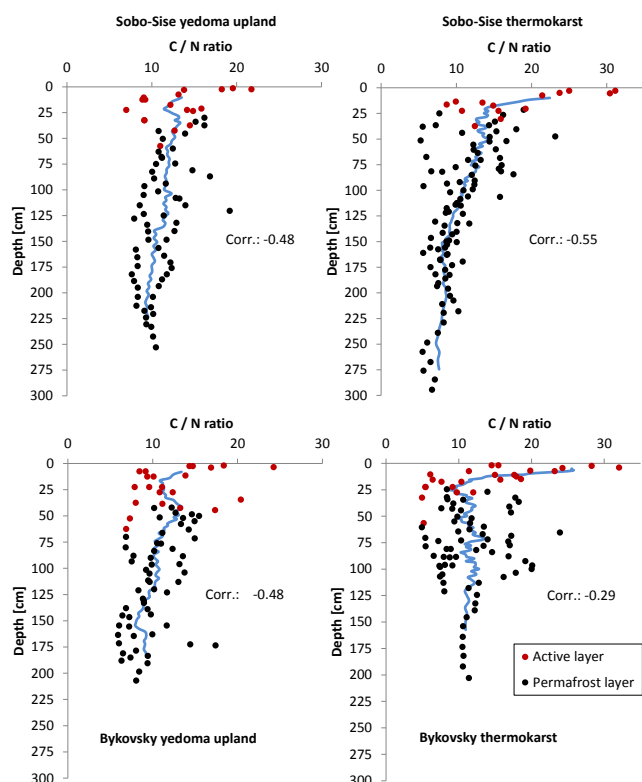 Sobo-Sise yedoma upland
C / N ratio
0 10 20 30
Depth [cm]
0
25
50
75
100
125
150
175
200
225
250
275
300
Corr.: -0.48
Sobo-Sise thermokarst
C / N ratio
0 10 20 30
Depth [cm]
0
25
50
75
100
125
150
175
200
225
250
275
300
Corr.: -0.55
C / N ratio
0 10 20 30
Depth [cm]
0
25
50
75
100
125
150
175
200
225
250
275
300
Corr.: -0.48
Bykovsky yedoma upland
C / N ratio
0 10 20 30
Depth [cm]
0
25
50
75
100
125
150
175
200
225
250
275
300
Corr.: -0.29
Active layer
Permafrost layer
Bykovsky thermokarst